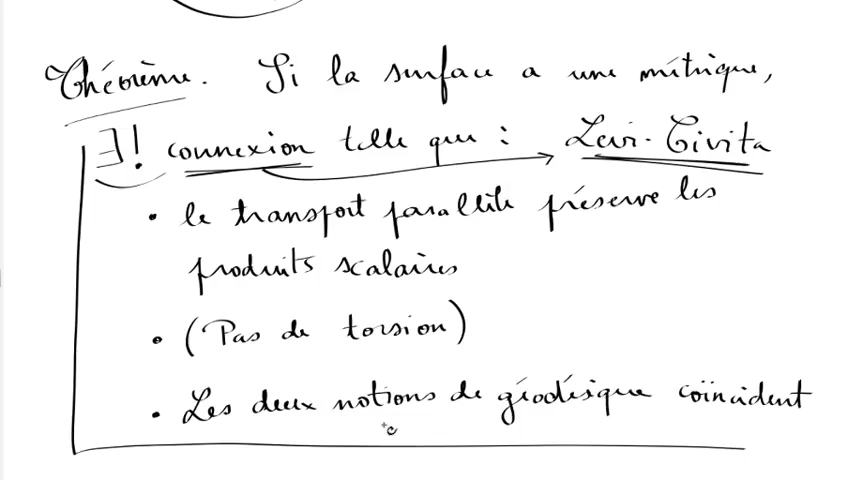 Théorème. Si la surface a une métrique,
∃! connexion telle que : Levi-Civita
• le transport parallèle préserve les
produits scalaires
• (Pas de torsion)
• Les deux notions de géodésique coïncident